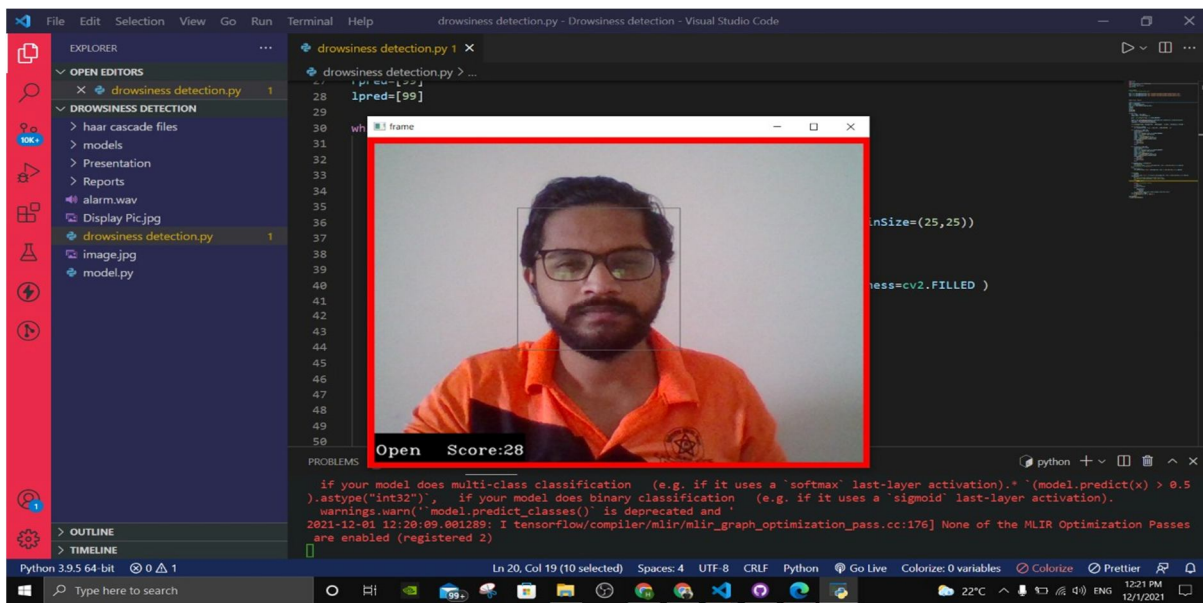 File Edit Selection View Go Run Terminal Help drowsiness detection.py - Drowsiness detection - Visual Studio Code
EXPLORER
drowsiness detection.py 1
OPEN EDITORS
drowsiness detection.py > ...
drowsiness detection.py 1
27 rpred=[99]
DROWSINESS DETECTION
28 lpred=[99]
haar cascade files
29
frame
30 wh
10K+
models
31
Presentation
32
Reports
33
alarm.wav
34
Display Pic.jpg
35
36 inSize=(25,25))
drowsiness detection.py 1
37
image.jpg
38
model.py
39
40 ness=cv2.FILLED )
41
42
43
44
45
46
47
48
49
50
Open Score:28
PROBLEMS
python
if your model does multi-class classification (e.g. if it uses a `softmax` last-layer activation).* `(model.predict(x) > 0.5
).astype("int32")`, if your model does binary classification (e.g. if it uses a `sigmoid` last-layer activation).
warnings.warn('`model.predict_classes()` is deprecated and '
2021-12-01 12:20:09.001289: I tensorflow/compiler/mlir/mlir_graph_optimization_pass.cc:176] None of the MLIR Optimization Passes
are enabled (registered 2)
1
OUTLINE
TIMELINE
Python 3.9.5 64-bit 0 1 Ln 20, Col 19 (10 selected) Spaces: 4 UTF-8 CRLF Python Go Live Colorize: 0 variables Colorize Prettier
Type here to search 99+ 22°C ENG 12:21 PM
12/1/2021